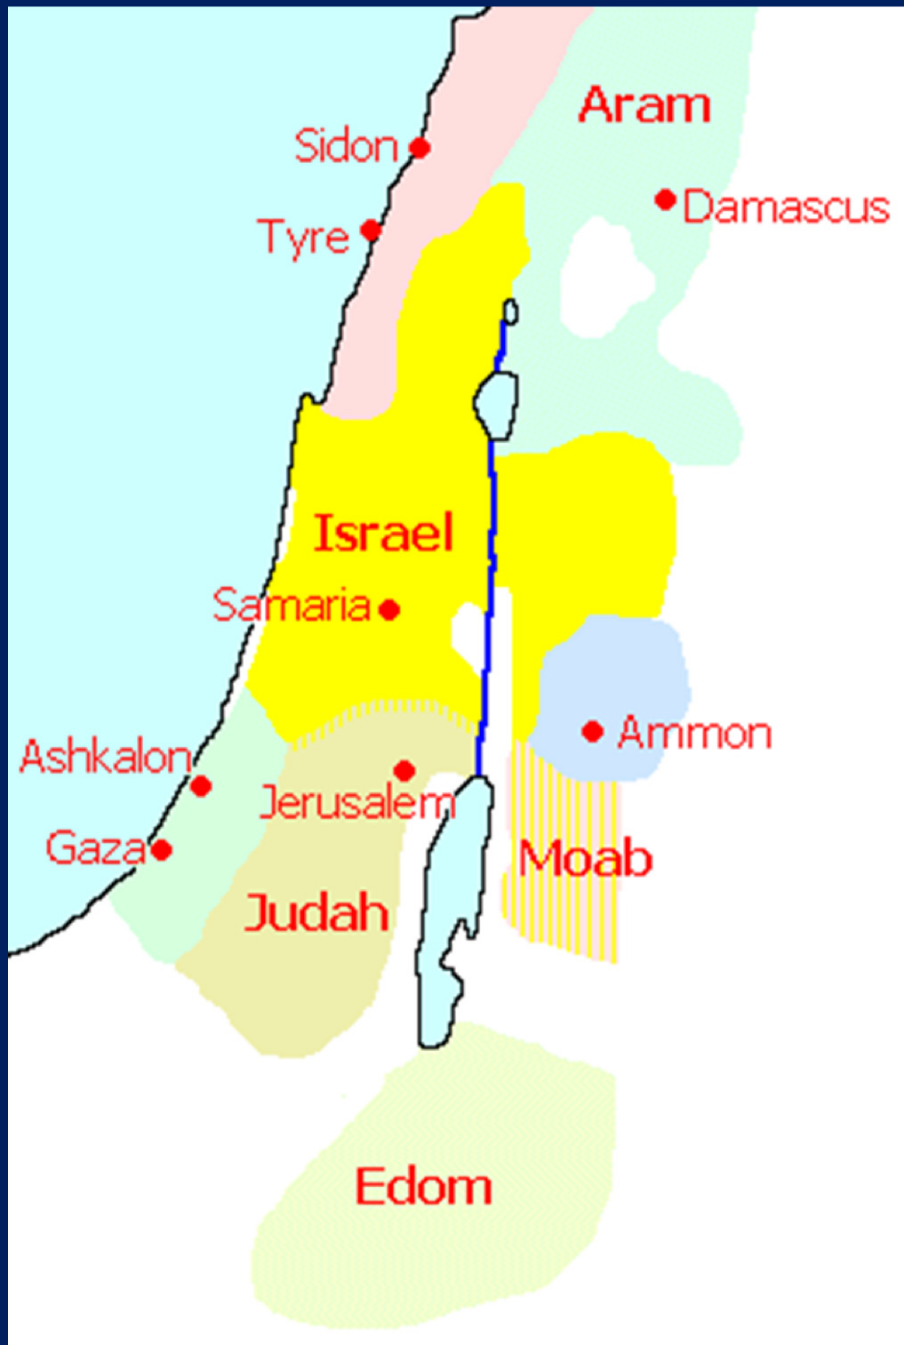 Aram
Sidon
Damascus
Tyre
Israel
Samaria
Ammon
Ashkalon
Jerusalem
Gaza
Moab
Judah
Edom